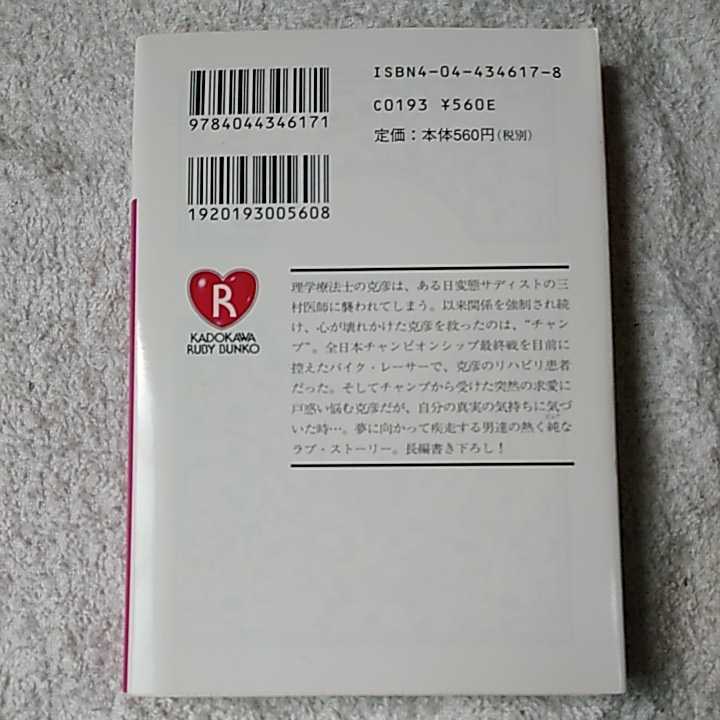 ISBN4-04-434617-8
C0193 ¥560E
定価：本体560円（税別）
9784044346171
1920193005608
R
KADOKAWA
RUBY BUNKO
理学療法士の克彦は、ある日変態サディストの三
村医師に襲われてしまう。以来関係を強制され続
け、心が壊れかけた克彦を救ったのは、“チャン
プ”。全日本チャンピオンシップ最終戦を目前に
控えたバイク・レーサーで、克彦のリハビリ患者
だった。そしてチャンプから受けた突然の求愛に
戸惑い悩む克彦だが、自分の真実の気持ちに気づ
いた時…。夢に向かって疾走する男達の熱く純な
ラブ・ストーリー。長編書き下ろし！